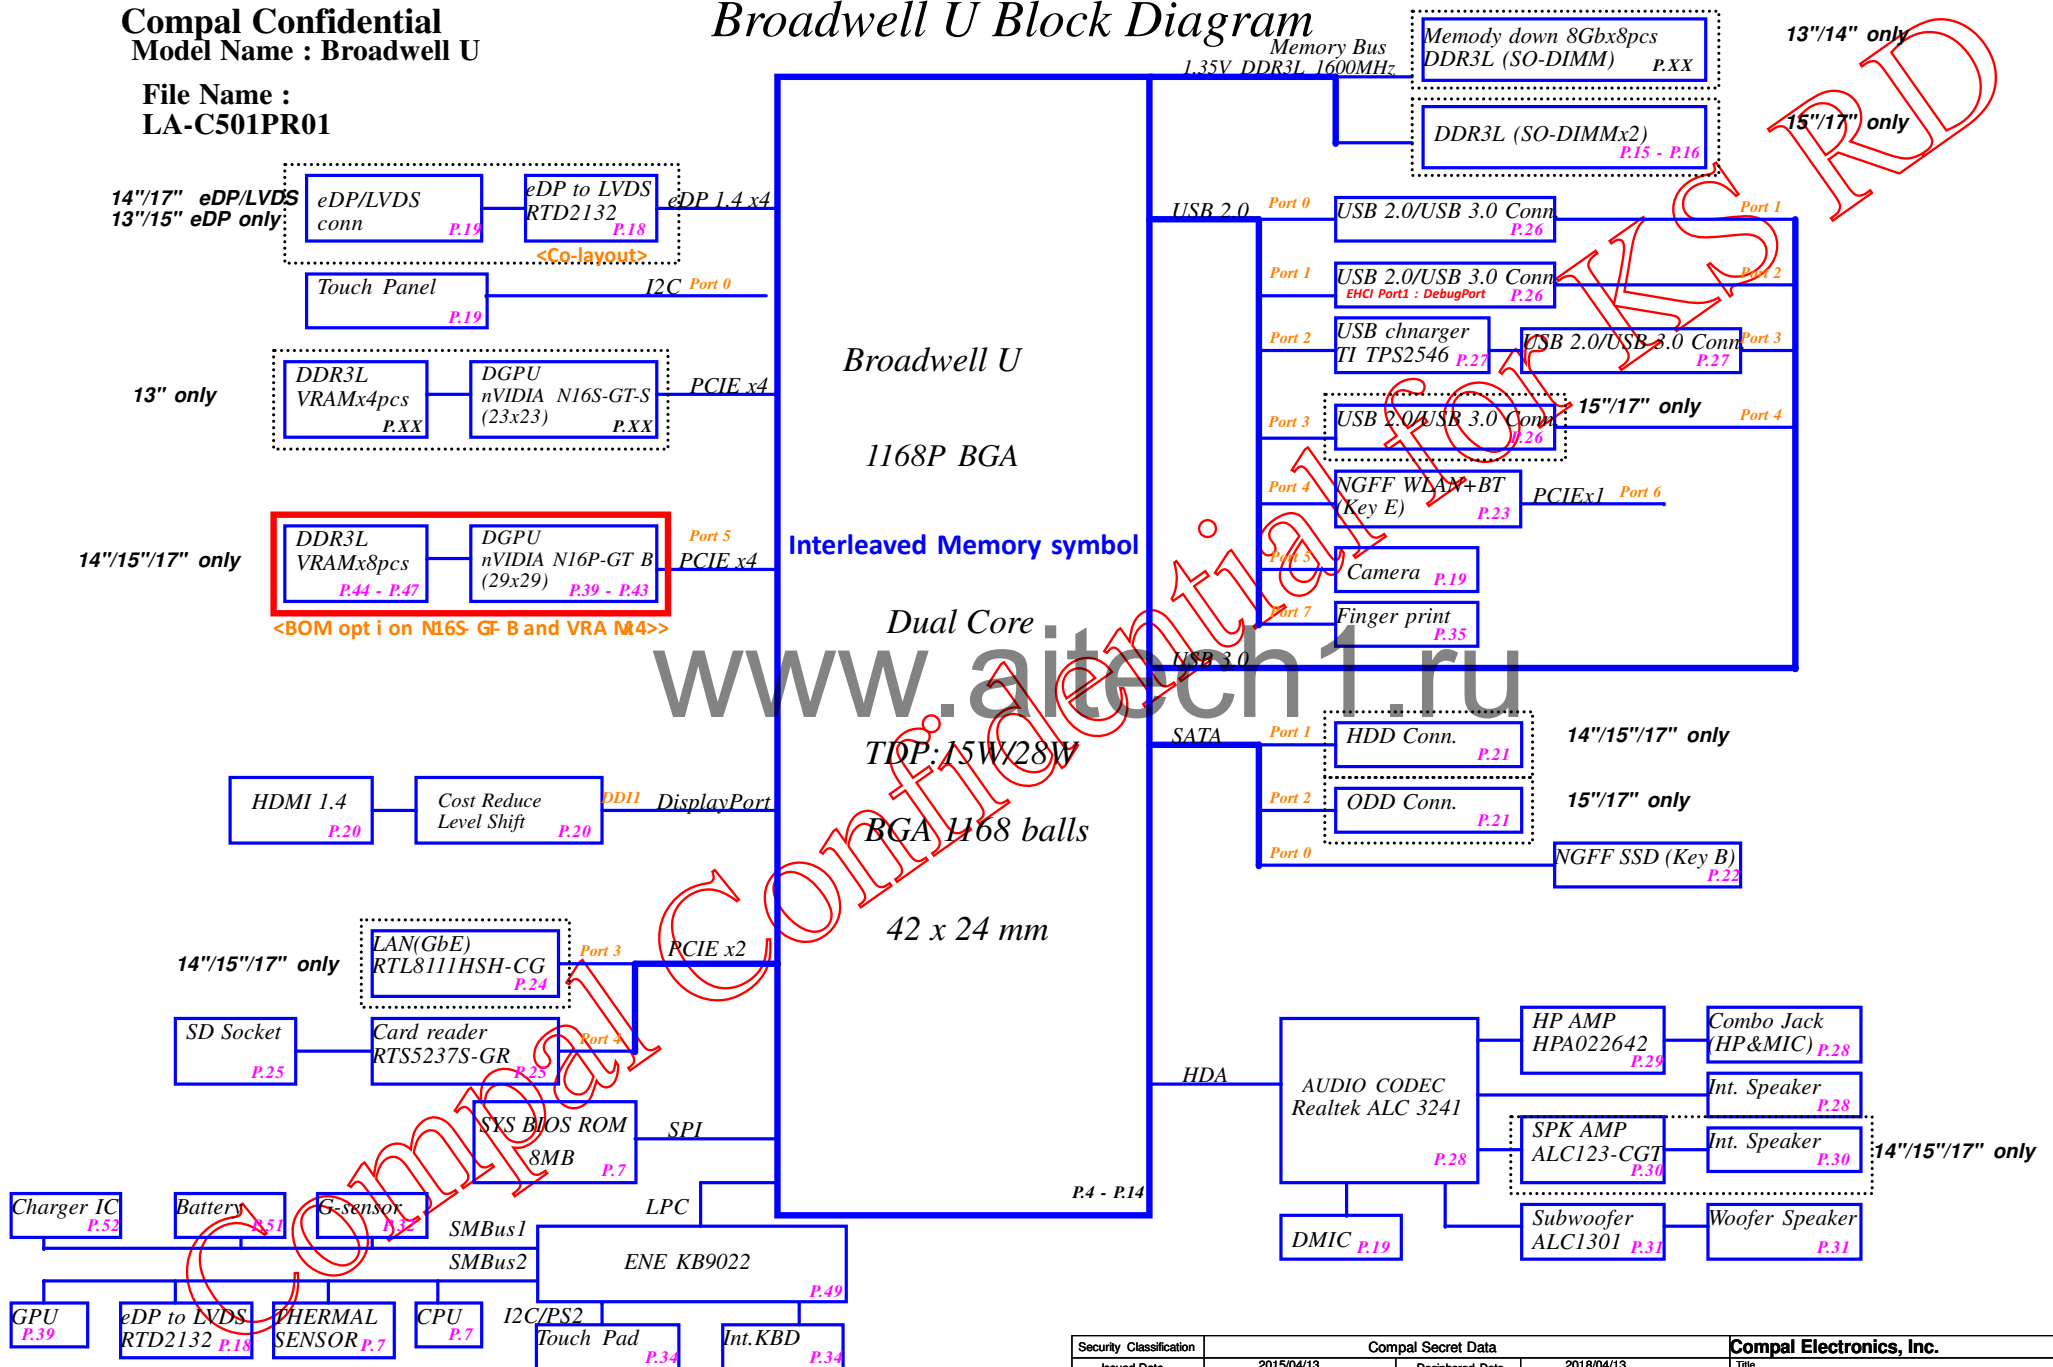 Compal Confidential
Model Name : Broadwell U
File Name :
LA-C501PR01
Broadwell U Block Diagram
Memory Bus
1.35V DDR3L 1600MHz
Memody down 8Gbx8pcs
DDR3L (SO-DIMM) P.XX
13"/14" only
DDR3L (SO-DIMMx2)
P.15 - P.16
15"/17" only
14"/17" eDP/LVDS
13"/15" eDP only
eDP/LVDS
conn P.19
eDP to LVDS
RTD2132
P.18
eDP 1.4 x4
<Co-layout>
Touch Panel
P.19
I2C Port 0
13" only
DDR3L
VRAMx4pcs
P.XX
DGPU
nVIDIA N16S-GT-S
(23x23)
P.XX
PCIE x4
14"/15"/17" only
DDR3L
VRAMx8pcs
P.44 - P.47
DGPU
nVIDIA N16P-GT B
(29x29)
P.39 - P.43
Port 5
PCIE x4
<BOM opt i on N16S- GT- B and VRA Mx4>>
HDMI 1.4
P.20
Cost Reduce
Level Shift
P.20
DDI1 DisplayPort
14"/15"/17" only
LAN(GbE)
RTL8111HSH-CG
P.24
Port 3
PCIE x2
SD Socket
P.25
Card reader
RTS5237S-GR
P.25
Port 4
SYS BIOS ROM
8MB
P.7
SPI
LPC
Charger IC
P.52
Battery
P.51
G-sensor
P.32
SMBus1
SMBus2
ENE KB9022
P.49
GPU
P.39
eDP to LVDS
RTD2132 P.18
THERMAL
SENSOR P.7
CPU
P.7
I2C/PS2
Touch Pad
P.34
Int.KBD
P.34
Broadwell U
1168P BGA
Interleaved Memory symbol
Dual Core
TDP:15W/28W
BGA 1168 balls
42 x 24 mm
P.4 - P.14
USB 2.0
Port 0
USB 2.0/USB 3.0 Conn.
P.26
Port 1
Port 1
USB 2.0/USB 3.0 Conn.
EHCI Port1 : DebugPort P.26
Port 2
Port 2
USB chnarger
TI TPS2546 P.27
USB 2.0/USB 3.0 Conn.
P.27
Port 3
Port 3
USB 2.0/USB 3.0 Conn.
P.26
15"/17" only
Port 4
Port 4
NGFF WLAN+BT
(Key E) P.23
PCIEx1 Port 6
Port 5
Camera P.19
Port 7
Finger print
P.35
USB 3.0
SATA
Port 1
HDD Conn.
P.21
14"/15"/17" only
Port 2
ODD Conn.
P.21
15"/17" only
Port 0
NGFF SSD (Key B)
P.22
HDA
AUDIO CODEC
Realtek ALC 3241
P.28
HP AMP
HPA022642
P.29
Combo Jack
(HP&MIC) P.28
Int. Speaker
P.28
SPK AMP
ALC123-CGT
P.30
Int. Speaker
P.30
14"/15"/17" only
DMIC P.19
Subwoofer
ALC1301 P.31
Woofer Speaker
P.31
www.aitech1.ru
Compal Confidential for KS RD
Security Classification
Compal Secret Data
Compal Electronics, Inc.
Issued Date
2015/04/13
Deciphered Date
2018/04/13
Title